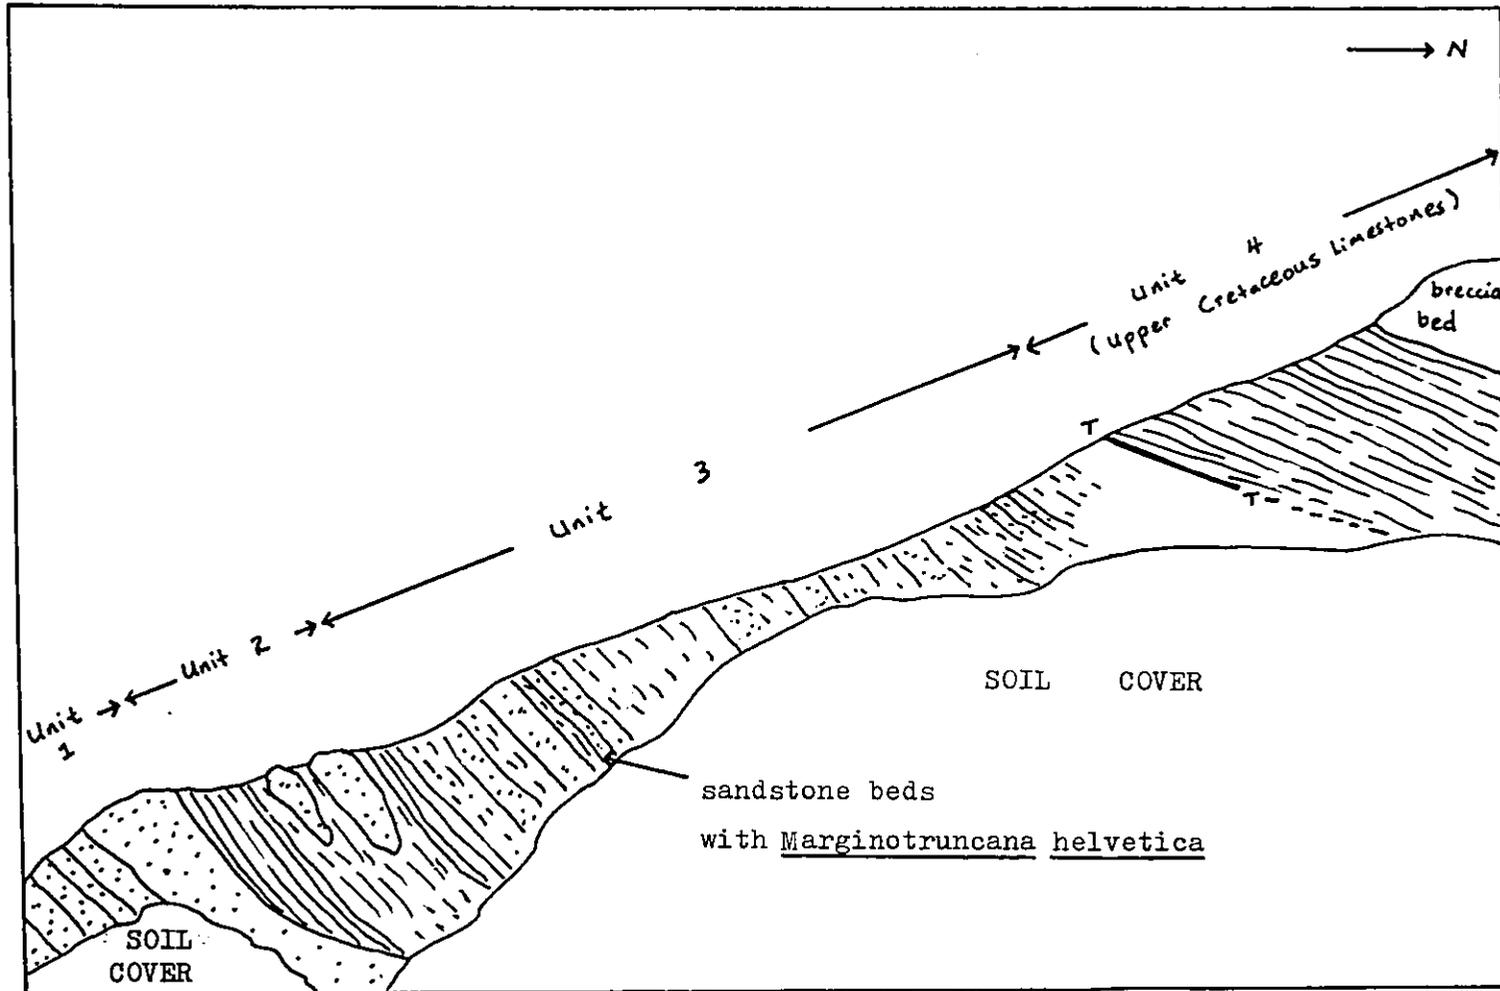 N
Unit 4
(Upper Cretaceous Limestones)
breccia
bed
T
T
Unit 3
Unit 2
Unit
1
SOIL COVER
sandstone beds
with Marginotruncana helvetica
SOIL
COVER